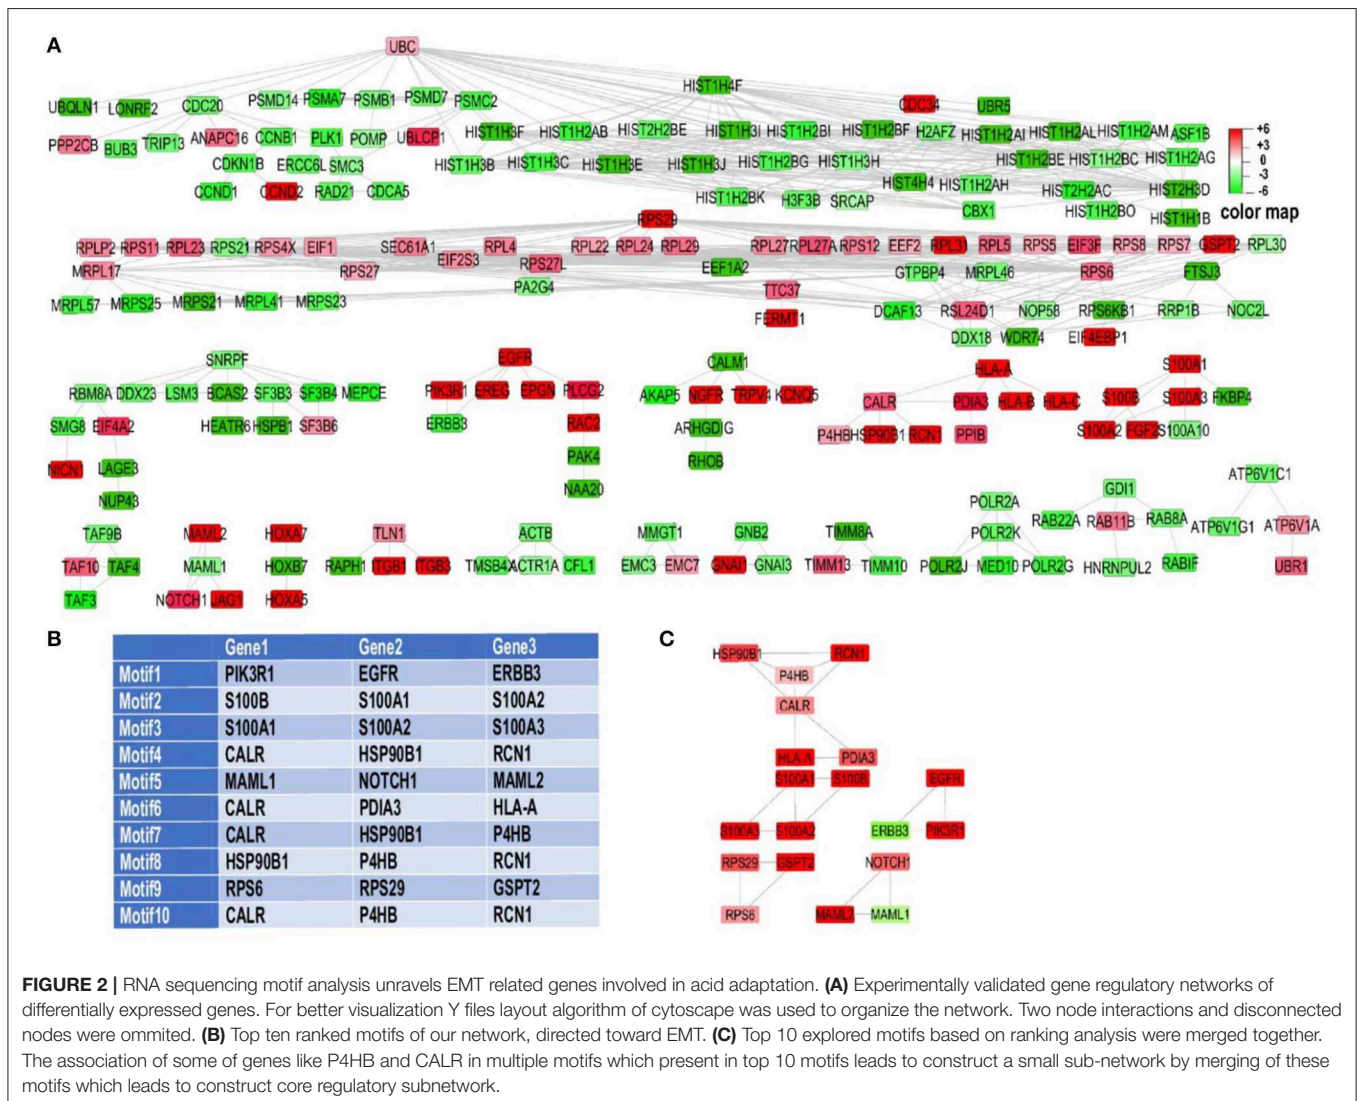 A
UBC
HIST1H4F
UBQLN1 LONRF2 CDC20 PSMD14 PSMA7 PSMB1 PSMD7 PSMC2 CDC34 UBR5
PPP2CB BUB3 TRIP13 ANAPC16 CCNB1 PLK1 POMP UBLCP1 HIST1H3F HIST1H2AB HIST2H2BE HIST1H3I HIST1H2BI HIST1H2BF H2AFZ HIST1H2AI HIST1H2AL HIST1H2AM ASF1B
CDKN1B ERCC6L SMC3 HIST1H3B HIST1H3C HIST1H3E HIST1H3J HIST1H2BG HIST1H3H HIST1H2BE HIST1H2BC HIST1H2AG
CCND1 CCND2 RAD21 CDCA5 HIST1H2BK H3F3B SRCAP HIST4H4 HIST1H2AH HIST2H2AC HIST2H3D
CBX1 HIST1H2BO HIST1H1B
+6
+3
0
-3
-6
color map
RPS29
RPLP2 RPS11 RPL23 RPS21 RPS4X EIF1 SEC61A1 EIF2S3 RPL4 RPL22 RPL24 RPL29 RPL27 RPL27A RPS12 EEF2 RPL31 RPL5 RPS5 EIF3F RPS8 RPS7 GSPT2 RPL30
MRPL17 RPS27 RPS27L EEF1A2 GTPBP4 MRPL46 RPS6 FTSJ3
PA2G4 TTC37
MRPL57 MRPS25 MRPS21 MRPL41 MRPS23 FERMT1 DCAF13 RSL24D1 NOP58 RPS6KB1 RRP1B NOC2L
DDX18 WDR74 EIF4EBP1
SNRPF EGFR CALM1 HLA-A S100A1
RBM8A DDX23 LSM3 BCAS2 SF3B3 SF3B4 MEPCE PIK3R1 EREG EPGN PLCG2 AKAP5 NGFR TRPV4 KCNQ5 CALR PDIA3 HLA-B HLA-C S100B S100A3 FKBP4
SMG8 EIF4A2 HEATR6 HSPB1 SF3B6 ERBB3 RAC2 ARHGDIG P4HB HSP90B1 RCN1 PPIB S100A2 FGF2 S100A10
NICN1 LAGE3 PAK4 RHOB
NUP43 NAA20
POLR2A GDI1 ATP6V1C1
TAF9B MAML2 HOXA7 TLN1 ACTB MMGT1 GNB2 TIMM8A POLR2K RAB22A RAB11B RAB8A ATP6V1G1 ATP6V1A
TAF10 TAF4 MAML1 HOXB7 RAPH1 ITGB1 ITGB3 TMSB4X ACTR1A CFL1 EMC3 EMC7 GNAI1 GNAI3 TIMM13 TIMM10 POLR2J MED10 POLR2G HNRNPUL2 RABIF UBR1
TAF3 NOTCH1 JAG1 HOXA5
B
Gene1 Gene2 Gene3
Motif1 PIK3R1 EGFR ERBB3
Motif2 S100B S100A1 S100A2
Motif3 S100A1 S100A2 S100A3
Motif4 CALR HSP90B1 RCN1
Motif5 MAML1 NOTCH1 MAML2
Motif6 CALR PDIA3 HLA-A
Motif7 CALR HSP90B1 P4HB
Motif8 HSP90B1 P4HB RCN1
Motif9 RPS6 RPS29 GSPT2
Motif10 CALR P4HB RCN1
C
HSP90B1 RCN1
P4HB
CALR
HLA-A PDIA3
S100A1 S100B EGFR
S100A3 S100A2 ERBB3 PIK3R1
RPS29 GSPT2 NOTCH1
RPS6 MAML2 MAML1
FIGURE 2 | RNA sequencing motif analysis unravels EMT related genes involved in acid adaptation. (A) Experimentally validated gene regulatory networks of
differentially expressed genes. For better visualization Y files layout algorithm of cytoscape was used to organize the network. Two node interactions and disconnected
nodes were ommited. (B) Top ten ranked motifs of our network, directed toward EMT. (C) Top 10 explored motifs based on ranking analysis were merged together.
The association of some of genes like P4HB and CALR in multiple motifs which present in top 10 motifs leads to construct a small sub-network by merging of these
motifs which leads to construct core regulatory subnetwork.